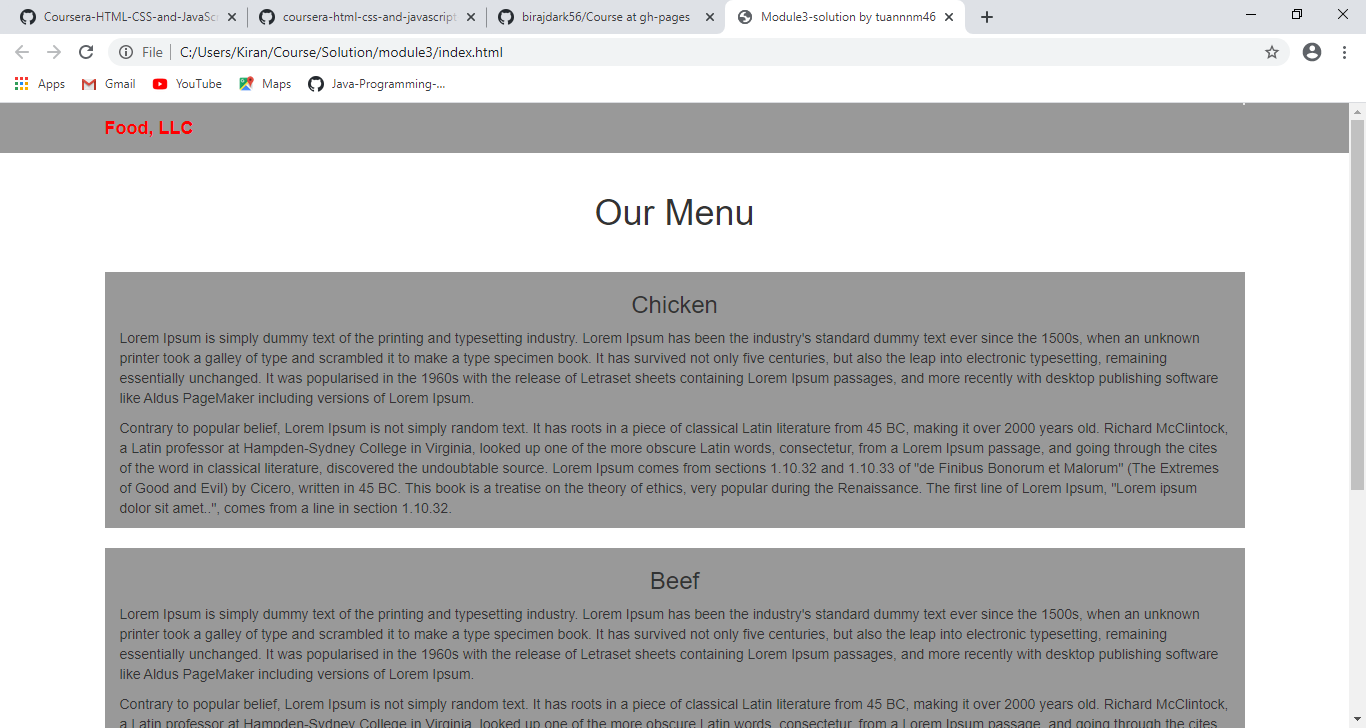 Coursera-HTML-CSS-and-JavaSc
coursera-html-css-and-javascript
birajdark56/Course at gh-pages
Module3-solution by tuannnm46
File C:/Users/Kiran/Course/Solution/module3/index.html
Apps Gmail YouTube Maps Java-Programming-...
Food, LLC
Our Menu
Chicken
Lorem Ipsum is simply dummy text of the printing and typesetting industry. Lorem Ipsum has been the industry's standard dummy text ever since the 1500s, when an unknown
printer took a galley of type and scrambled it to make a type specimen book. It has survived not only five centuries, but also the leap into electronic typesetting, remaining
essentially unchanged. It was popularised in the 1960s with the release of Letraset sheets containing Lorem Ipsum passages, and more recently with desktop publishing software
like Aldus PageMaker including versions of Lorem Ipsum.
Contrary to popular belief, Lorem Ipsum is not simply random text. It has roots in a piece of classical Latin literature from 45 BC, making it over 2000 years old. Richard McClintock,
a Latin professor at Hampden-Sydney College in Virginia, looked up one of the more obscure Latin words, consectetur, from a Lorem Ipsum passage, and going through the cites
of the word in classical literature, discovered the undoubtable source. Lorem Ipsum comes from sections 1.10.32 and 1.10.33 of "de Finibus Bonorum et Malorum" (The Extremes
of Good and Evil) by Cicero, written in 45 BC. This book is a treatise on the theory of ethics, very popular during the Renaissance. The first line of Lorem Ipsum, "Lorem ipsum
dolor sit amet..", comes from a line in section 1.10.32.
Beef
Lorem Ipsum is simply dummy text of the printing and typesetting industry. Lorem Ipsum has been the industry's standard dummy text ever since the 1500s, when an unknown
printer took a galley of type and scrambled it to make a type specimen book. It has survived not only five centuries, but also the leap into electronic typesetting, remaining
essentially unchanged. It was popularised in the 1960s with the release of Letraset sheets containing Lorem Ipsum passages, and more recently with desktop publishing software
like Aldus PageMaker including versions of Lorem Ipsum.
Contrary to popular belief, Lorem Ipsum is not simply random text. It has roots in a piece of classical Latin literature from 45 BC, making it over 2000 years old. Richard McClintock,
a Latin professor at Hampden-Sydney College in Virginia, looked up one of the more obscure Latin words, consectetur, from a Lorem Ipsum passage, and going through the cites